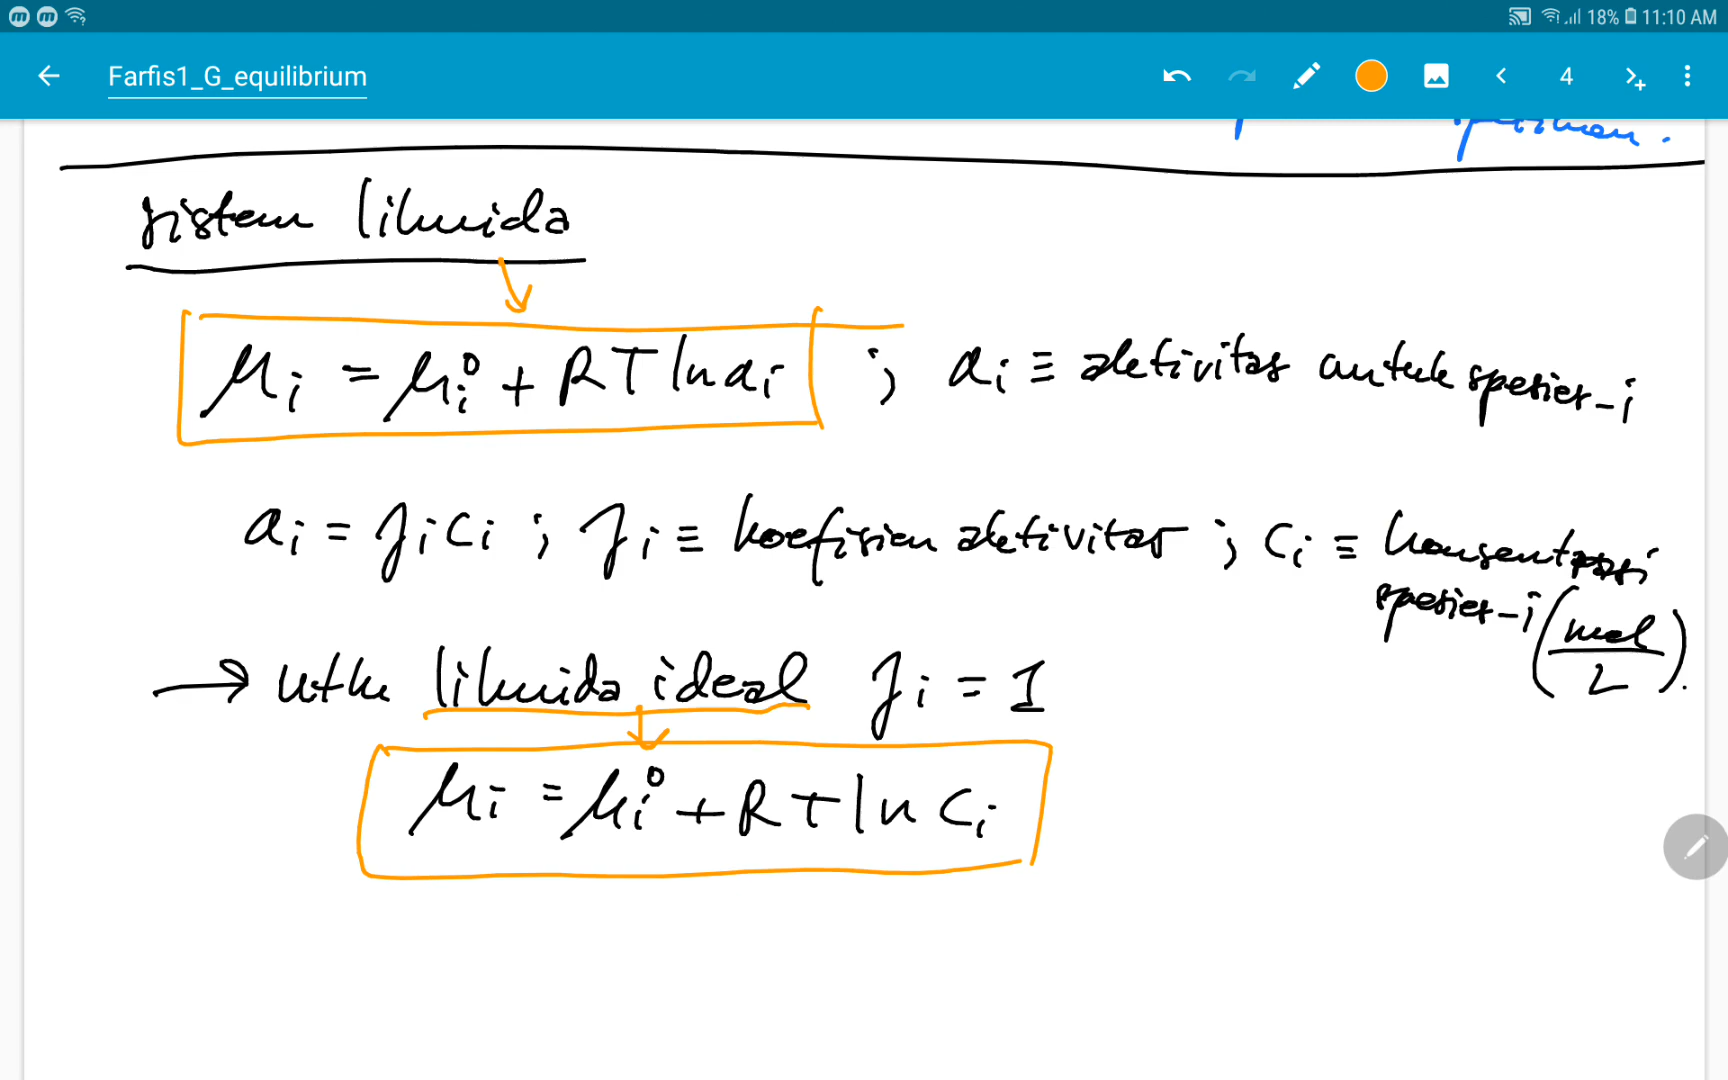 18% 11:10 AM
Farfis1_G_equilibrium
4
sistem likuida
μi = μi° + RT ln ai ; ai ≡ aktivitas untuk spesies-i
ai = γi ci ; γi ≡ koefisien aktivitas ; ci ≡ konsentrasi
spesies-i (mol/L).
→ utk likuida ideal γi = 1
μi = μi° + RT ln ci